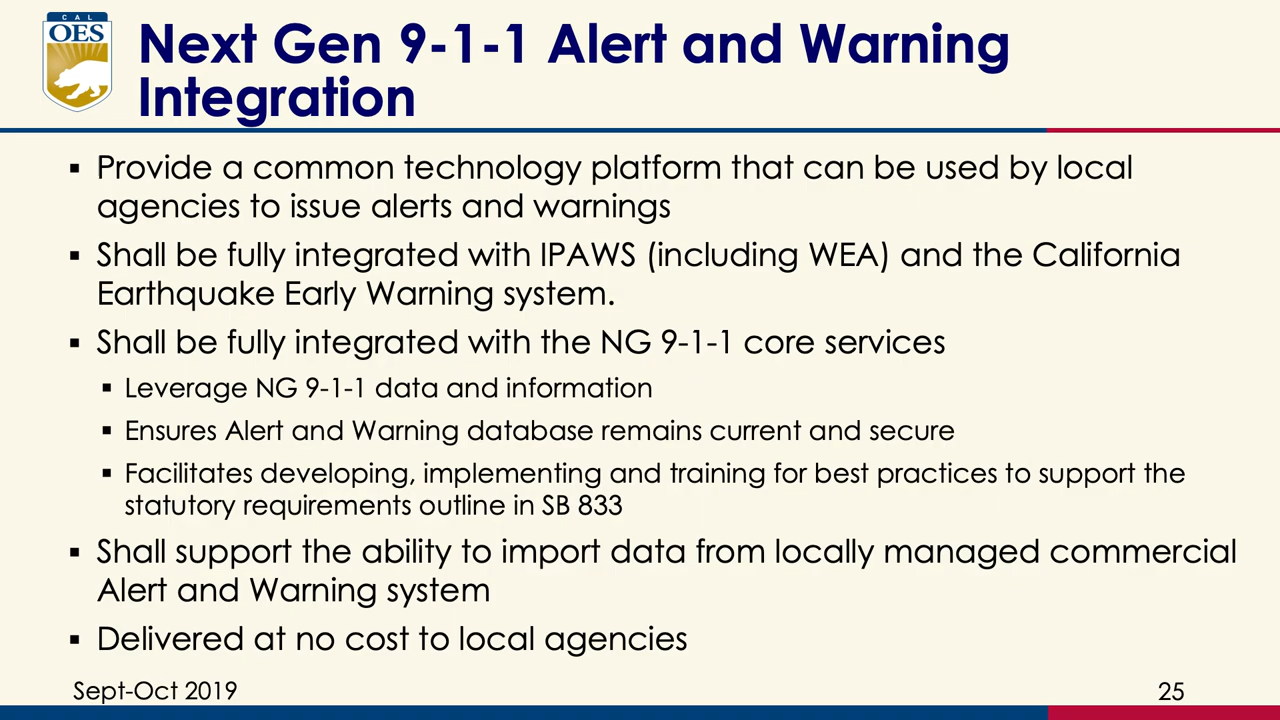 CAL
OES
Next Gen 9-1-1 Alert and Warning
Integration
▪ Provide a common technology platform that can be used by local
agencies to issue alerts and warnings
▪ Shall be fully integrated with IPAWS (including WEA) and the California
Earthquake Early Warning system.
▪ Shall be fully integrated with the NG 9-1-1 core services
▪ Leverage NG 9-1-1 data and information
▪ Ensures Alert and Warning database remains current and secure
▪ Facilitates developing, implementing and training for best practices to support the
statutory requirements outline in SB 833
▪ Shall support the ability to import data from locally managed commercial
Alert and Warning system
▪ Delivered at no cost to local agencies
Sept-Oct 2019
25